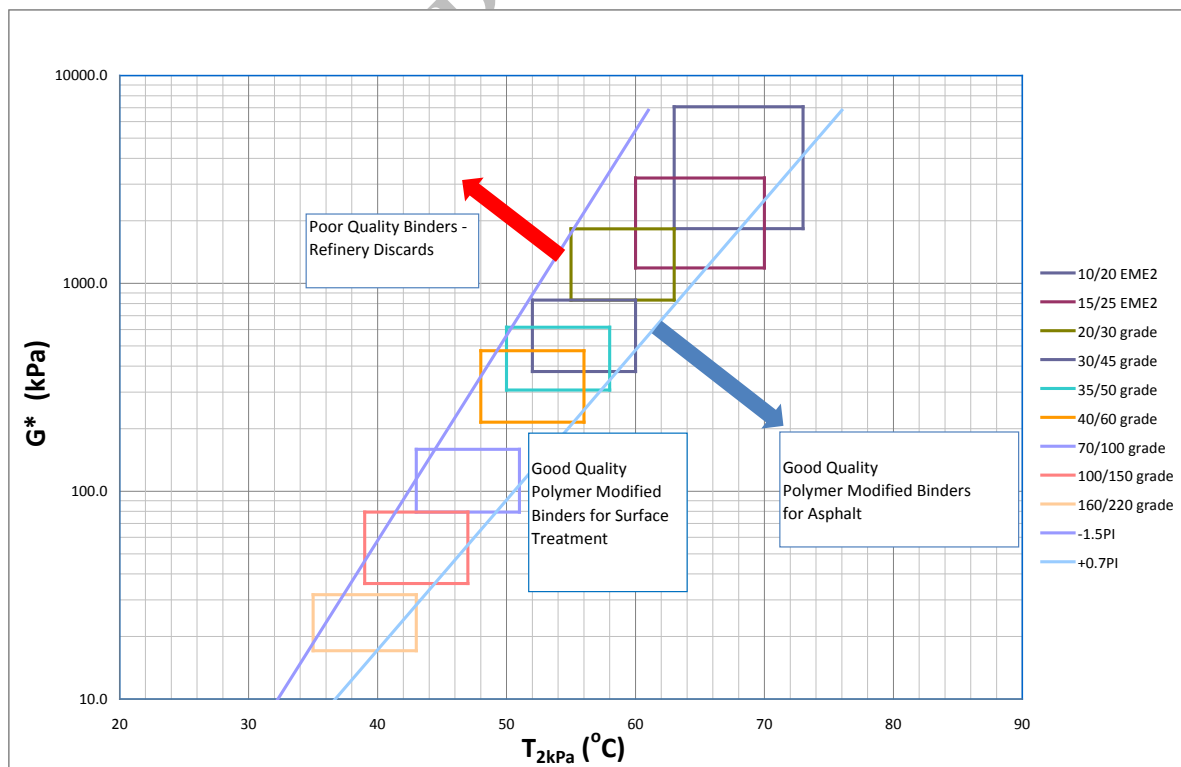 10000.0
1000.0
100.0
10.0
G* (kPa)
20
30
40
50
60
70
80
90
T2kPa (oC)
Poor Quality Binders -
Refinery Discards
Good Quality
Polymer Modified
Binders for Surface
Treatment
Good Quality
Polymer Modified Binders
for Asphalt
10/20 EME2
15/25 EME2
20/30 grade
30/45 grade
35/50 grade
40/60 grade
70/100 grade
100/150 grade
160/220 grade
-1.5PI
+0.7PI